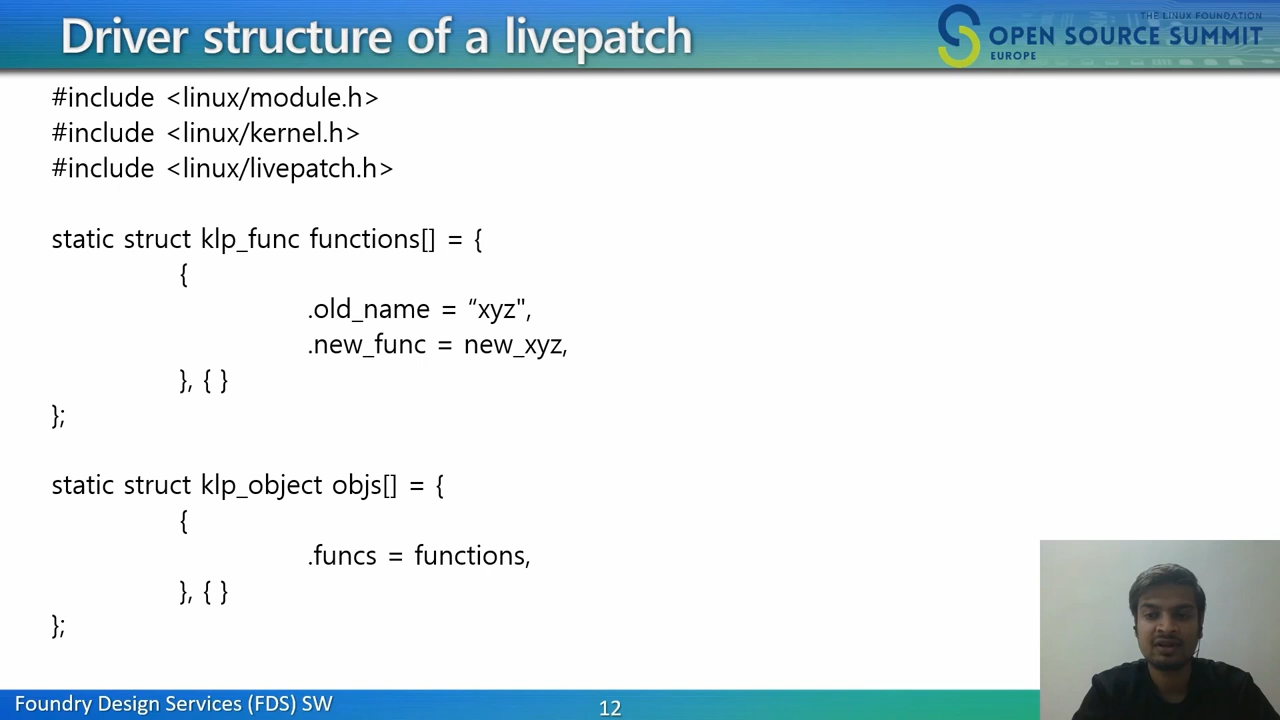 Driver structure of a livepatch
THE LINUX FOUNDATION
OPEN SOURCE SUMMIT
EUROPE
#include <linux/module.h>
#include <linux/kernel.h>
#include <linux/livepatch.h>
static struct klp_func functions[] = {
{
.old_name = “xyz",
.new_func = new_xyz,
}, { }
};
static struct klp_object objs[] = {
{
.funcs = functions,
}, { }
};
Foundry Design Services (FDS) SW
12